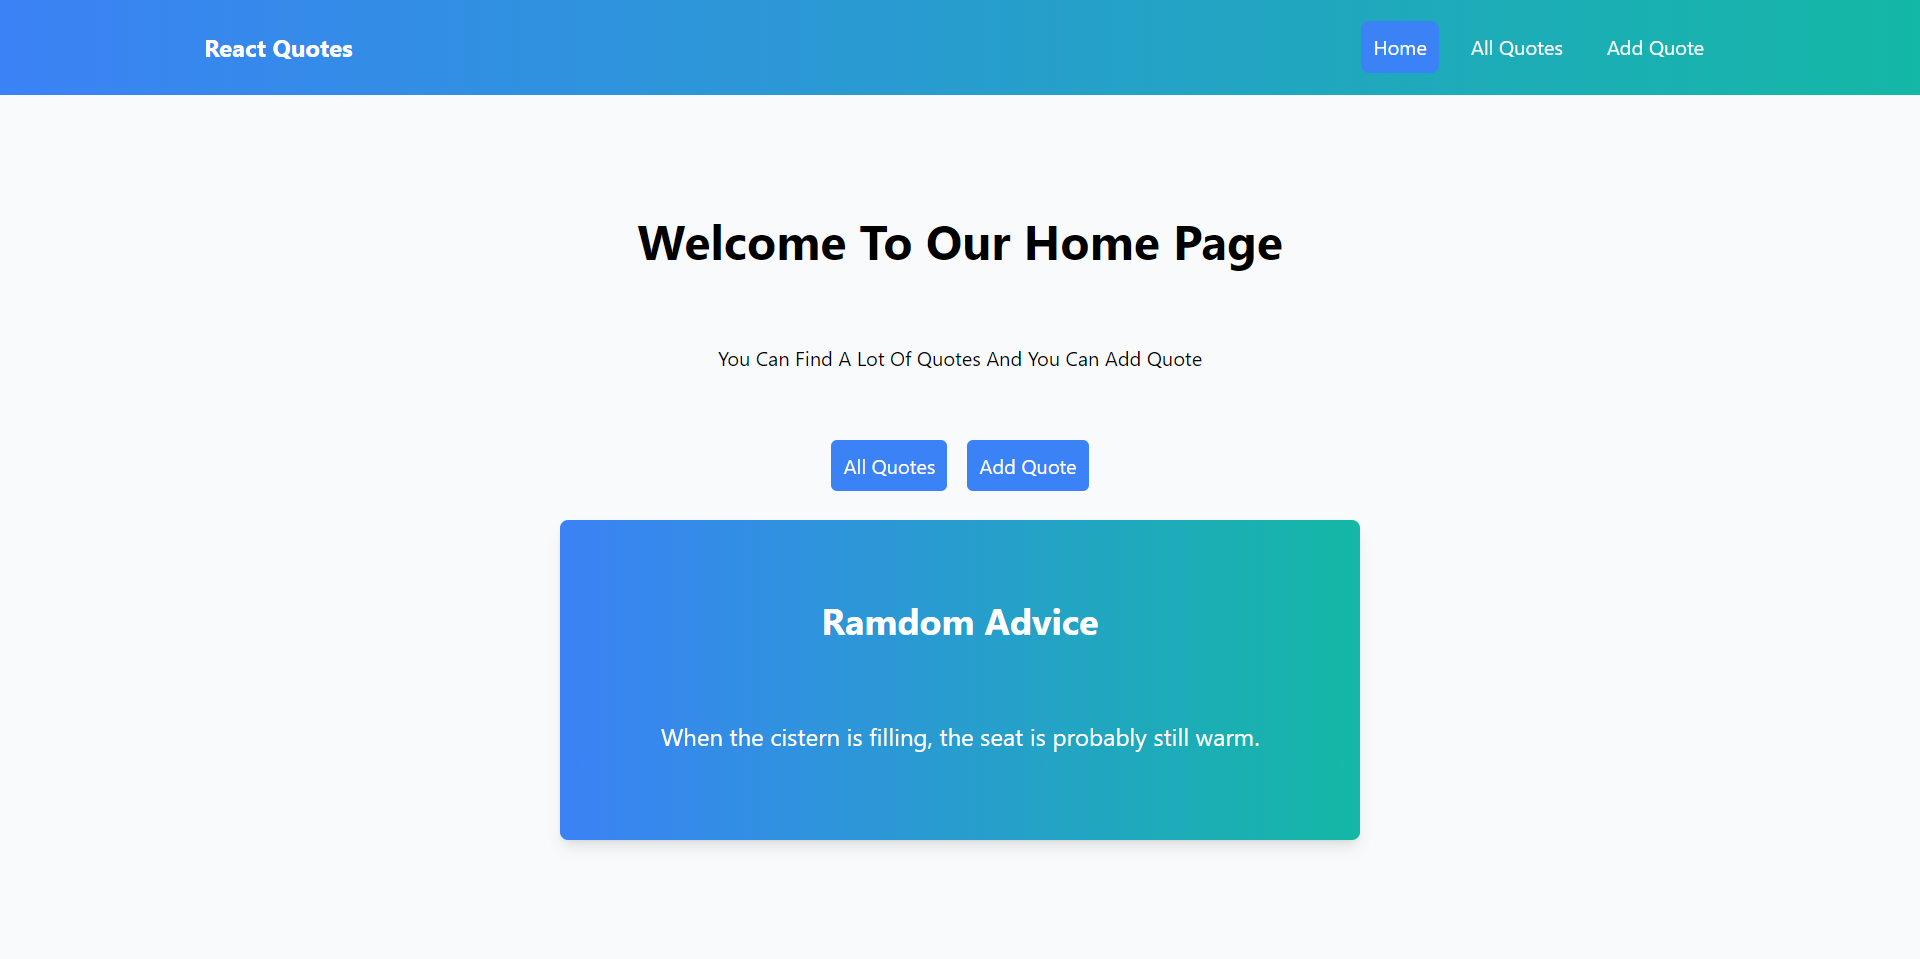 React Quotes
Home
All Quotes
Add Quote
Welcome To Our Home Page
You Can Find A Lot Of Quotes And You Can Add Quote
All Quotes
Add Quote
Ramdom Advice
When the cistern is filling, the seat is probably still warm.